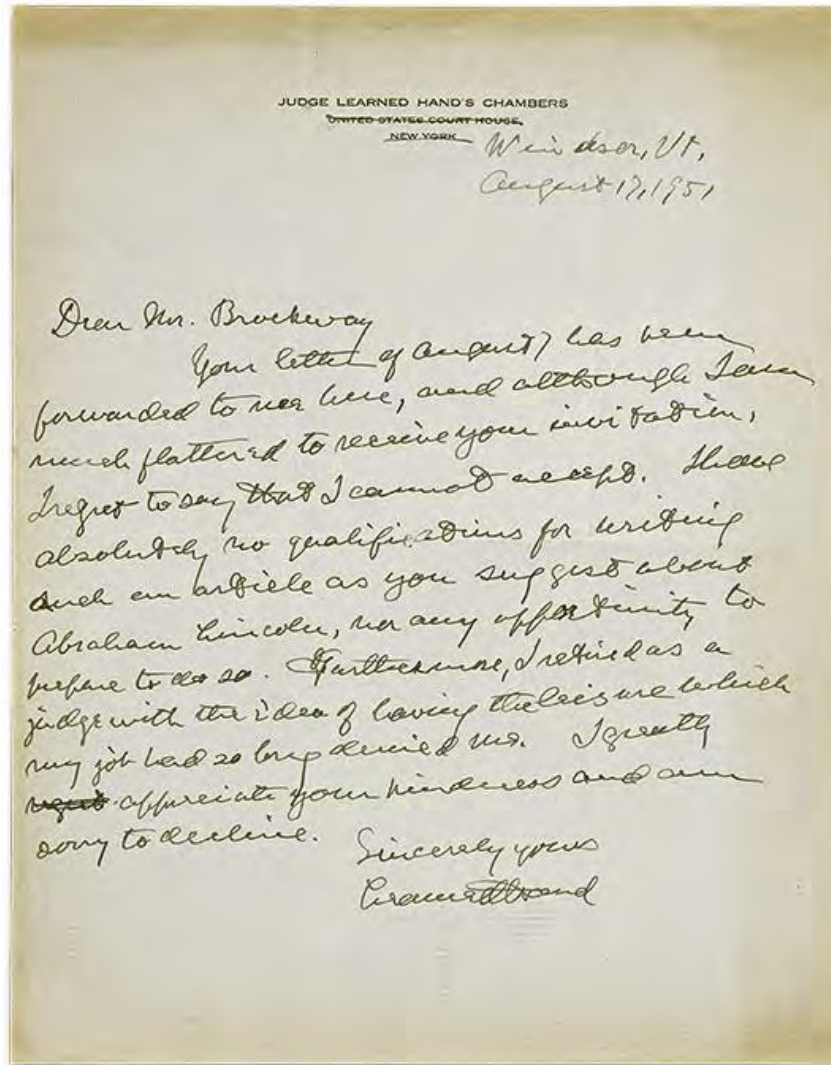 JUDGE LEARNED HAND'S CHAMBERS
UNITED STATES COURT HOUSE,
NEW YORK
Windsor, Vt,
August 17, 1951
Dear Mr. Brockway
Your letter of August 7 has been
forwarded to me here, and although I am
much flattered to receive your invitation,
I regret to say that I cannot accept. I have
absolutely no qualifications for writing
such an article as you suggest about
Abraham Lincoln, nor any opportunity to
prepare to do so. Furthermore, I retired as a
judge with the idea of having the leisure which
my job had so long denied me. I greatly
regret appreciate your kindness and am
sorry to decline.
Sincerely yours
Learned Hand